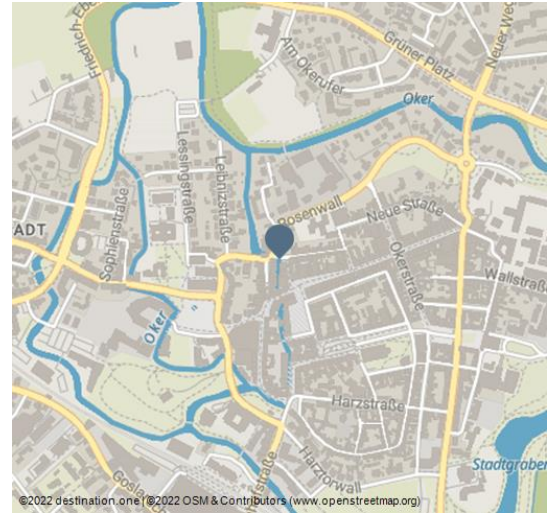 Friedrich-Ebe
Am Okerufer
Grüner Platz
Neuer Weg
Oker
Lessingstraße
Leibnizstraße
Sophienstraße
Rosenwall
Neue Straße
ADT
Okerstraße
Wallstraße
Oker
Harzstraße
Harztorwall
Stadtgraben
Goslar
straße
©2022 destination.one | ©2022 OSM & Contributors (www.openstreetmap.org)